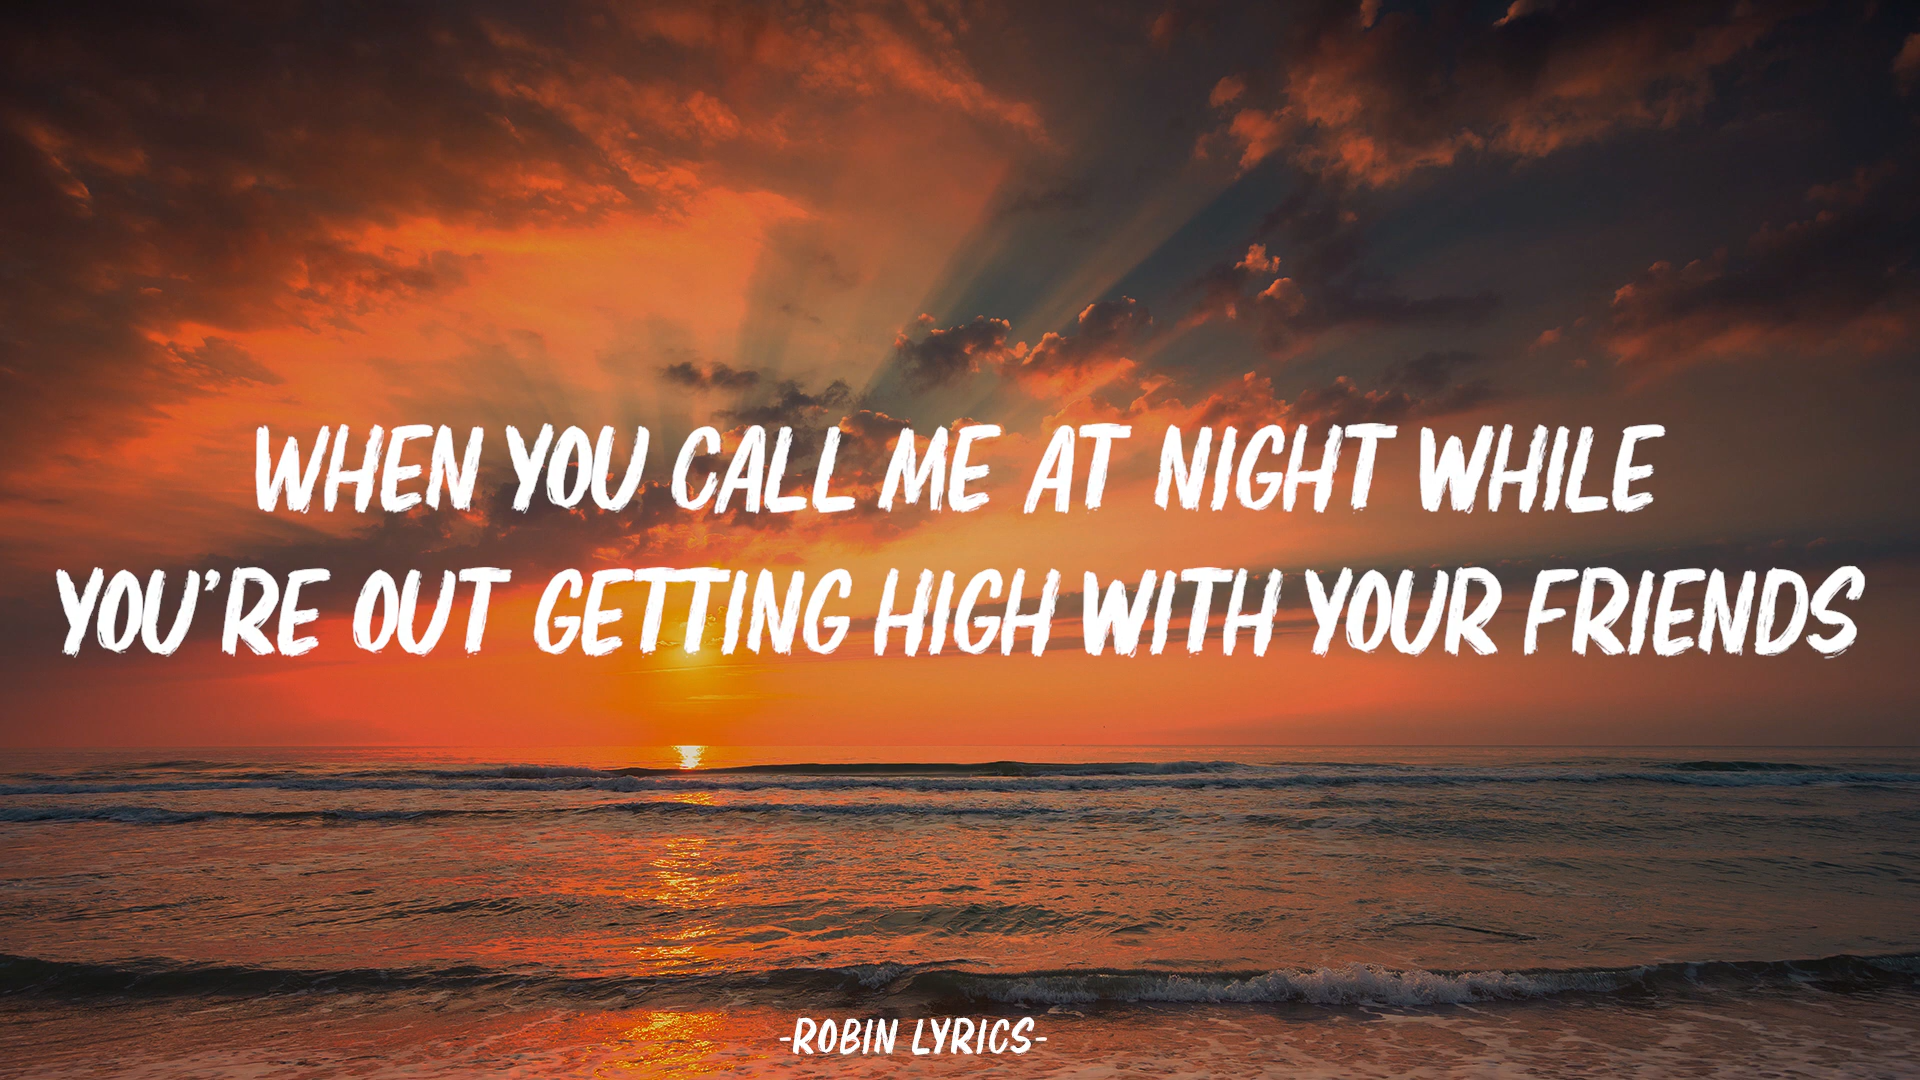 WHEN YOU CALL ME AT NIGHT WHILE
YOU'RE OUT GETTING HIGH WITH YOUR FRIENDS
-ROBIN LYRICS-